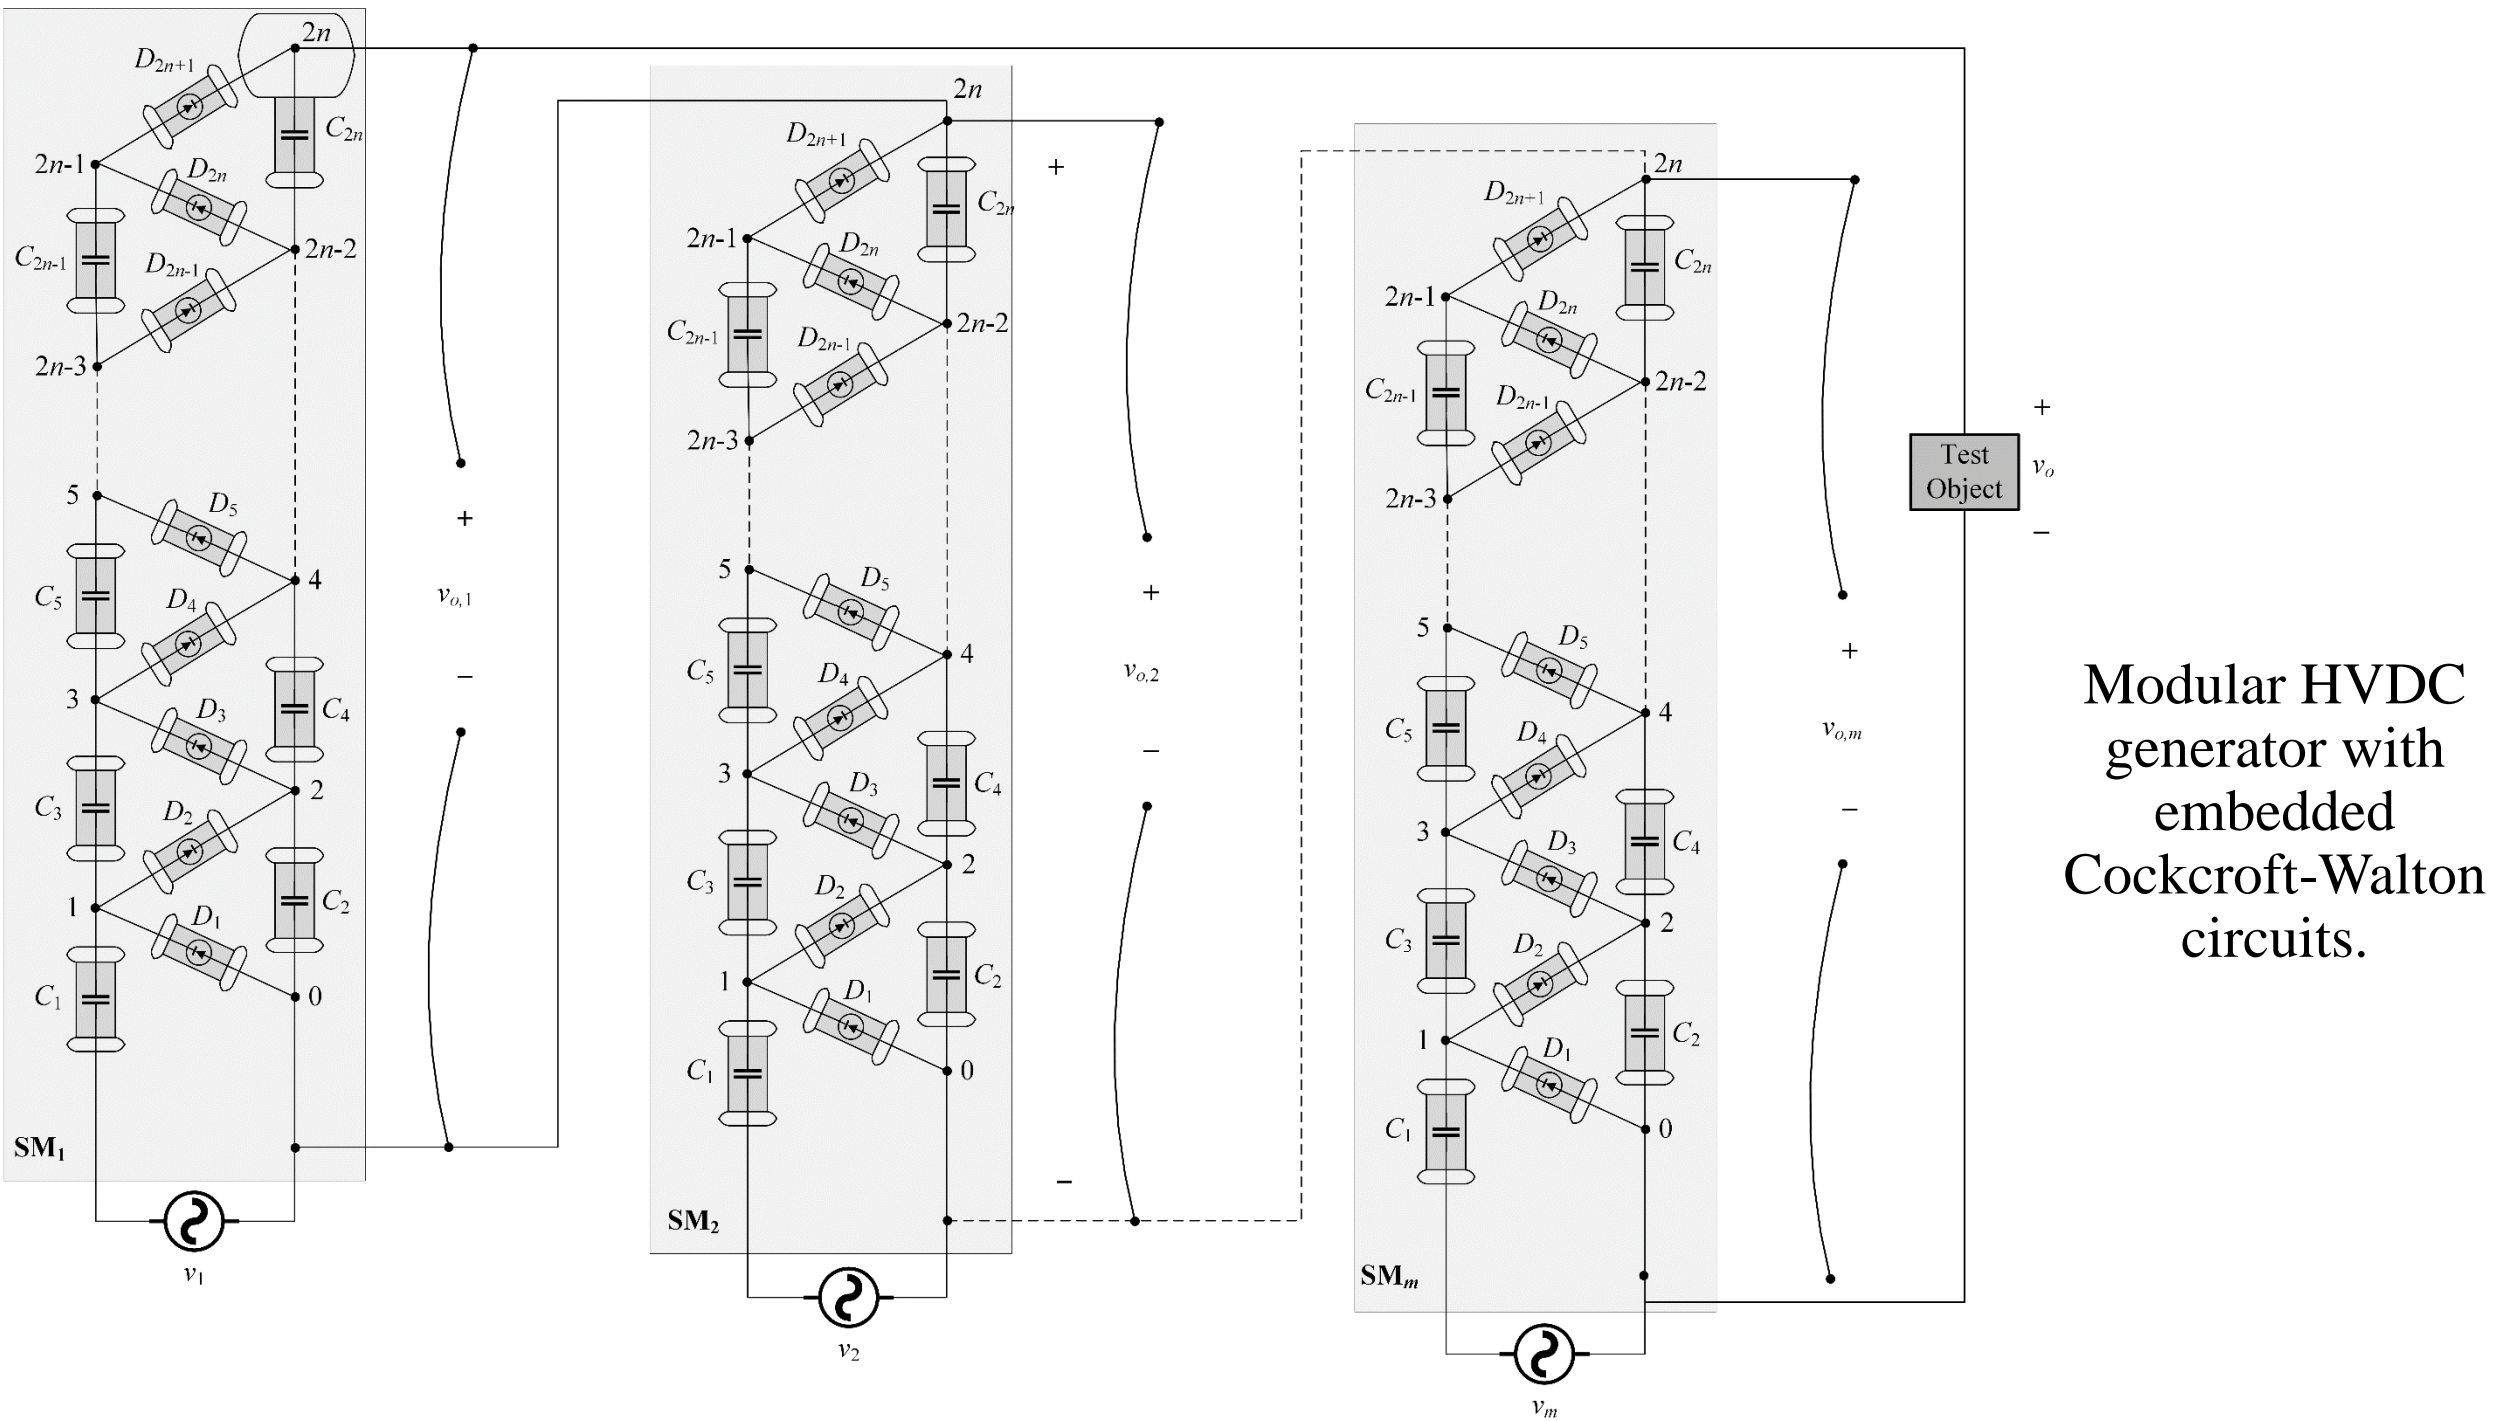 2n
D2n+1
C2n
2n-1
D2n
C2n-1
D2n-1
2n-2
2n-3
5
D5
C5
D4
4
3
D3
C4
C3
D2
2
1
D1
C2
C1
0
SM1
v1
+
vo,1
−
2n
D2n+1
C2n
2n-1
D2n
C2n-1
D2n-1
2n-2
2n-3
5
D5
C5
D4
4
3
D3
C4
C3
D2
2
1
D1
C2
C1
0
SM2
v2
+
−
+
vo,2
−
2n
D2n+1
C2n
2n-1
D2n
C2n-1
D2n-1
2n-2
2n-3
5
D5
C5
D4
4
3
D3
C4
C3
D2
2
1
D1
C2
C1
0
SMm
vm
+
vo,m
−
Test
Object
+
vo
−
Modular HVDC
generator with
embedded
Cockcroft-Walton
circuits.